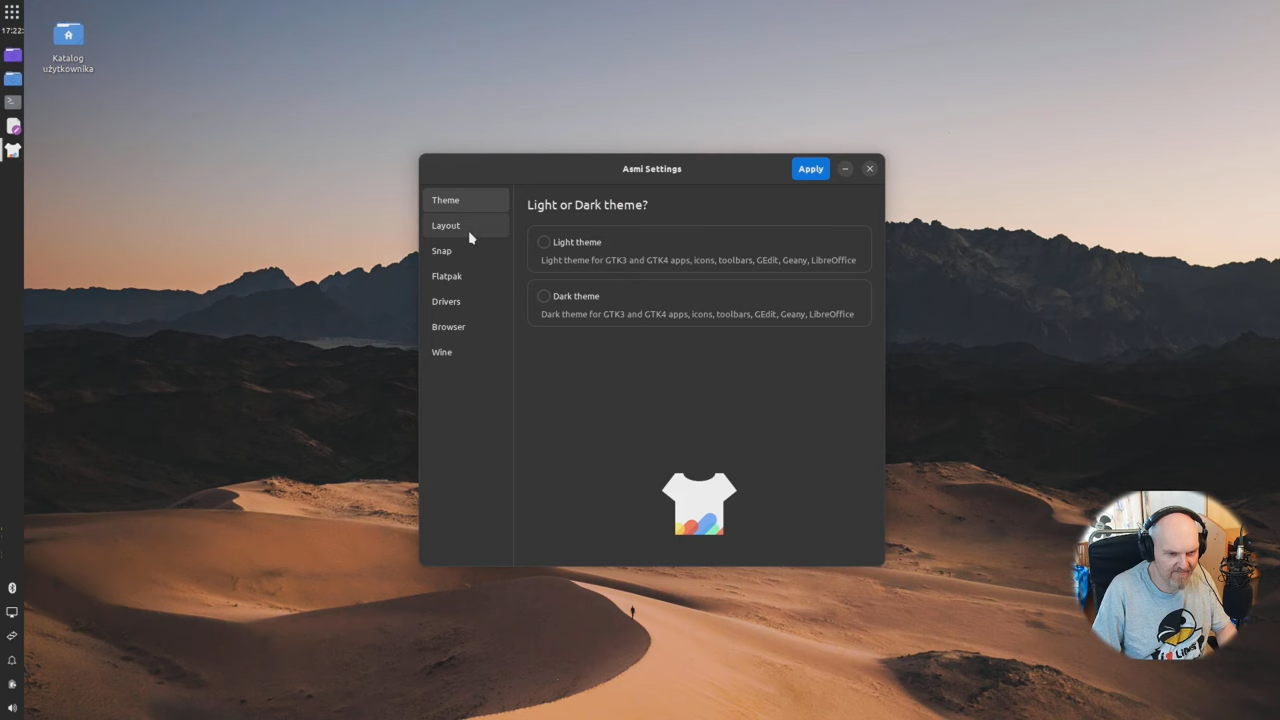 17:22:
Katalog
użytkownika
Asmi Settings
Apply
Theme
Layout
Snap
Flatpak
Drivers
Browser
Wine
Light or Dark theme?
Light theme
Light theme for GTK3 and GTK4 apps, icons, toolbars, GEdit, Geany, LibreOffice
Dark theme
Dark theme for GTK3 and GTK4 apps, icons, toolbars, GEdit, Geany, LibreOffice